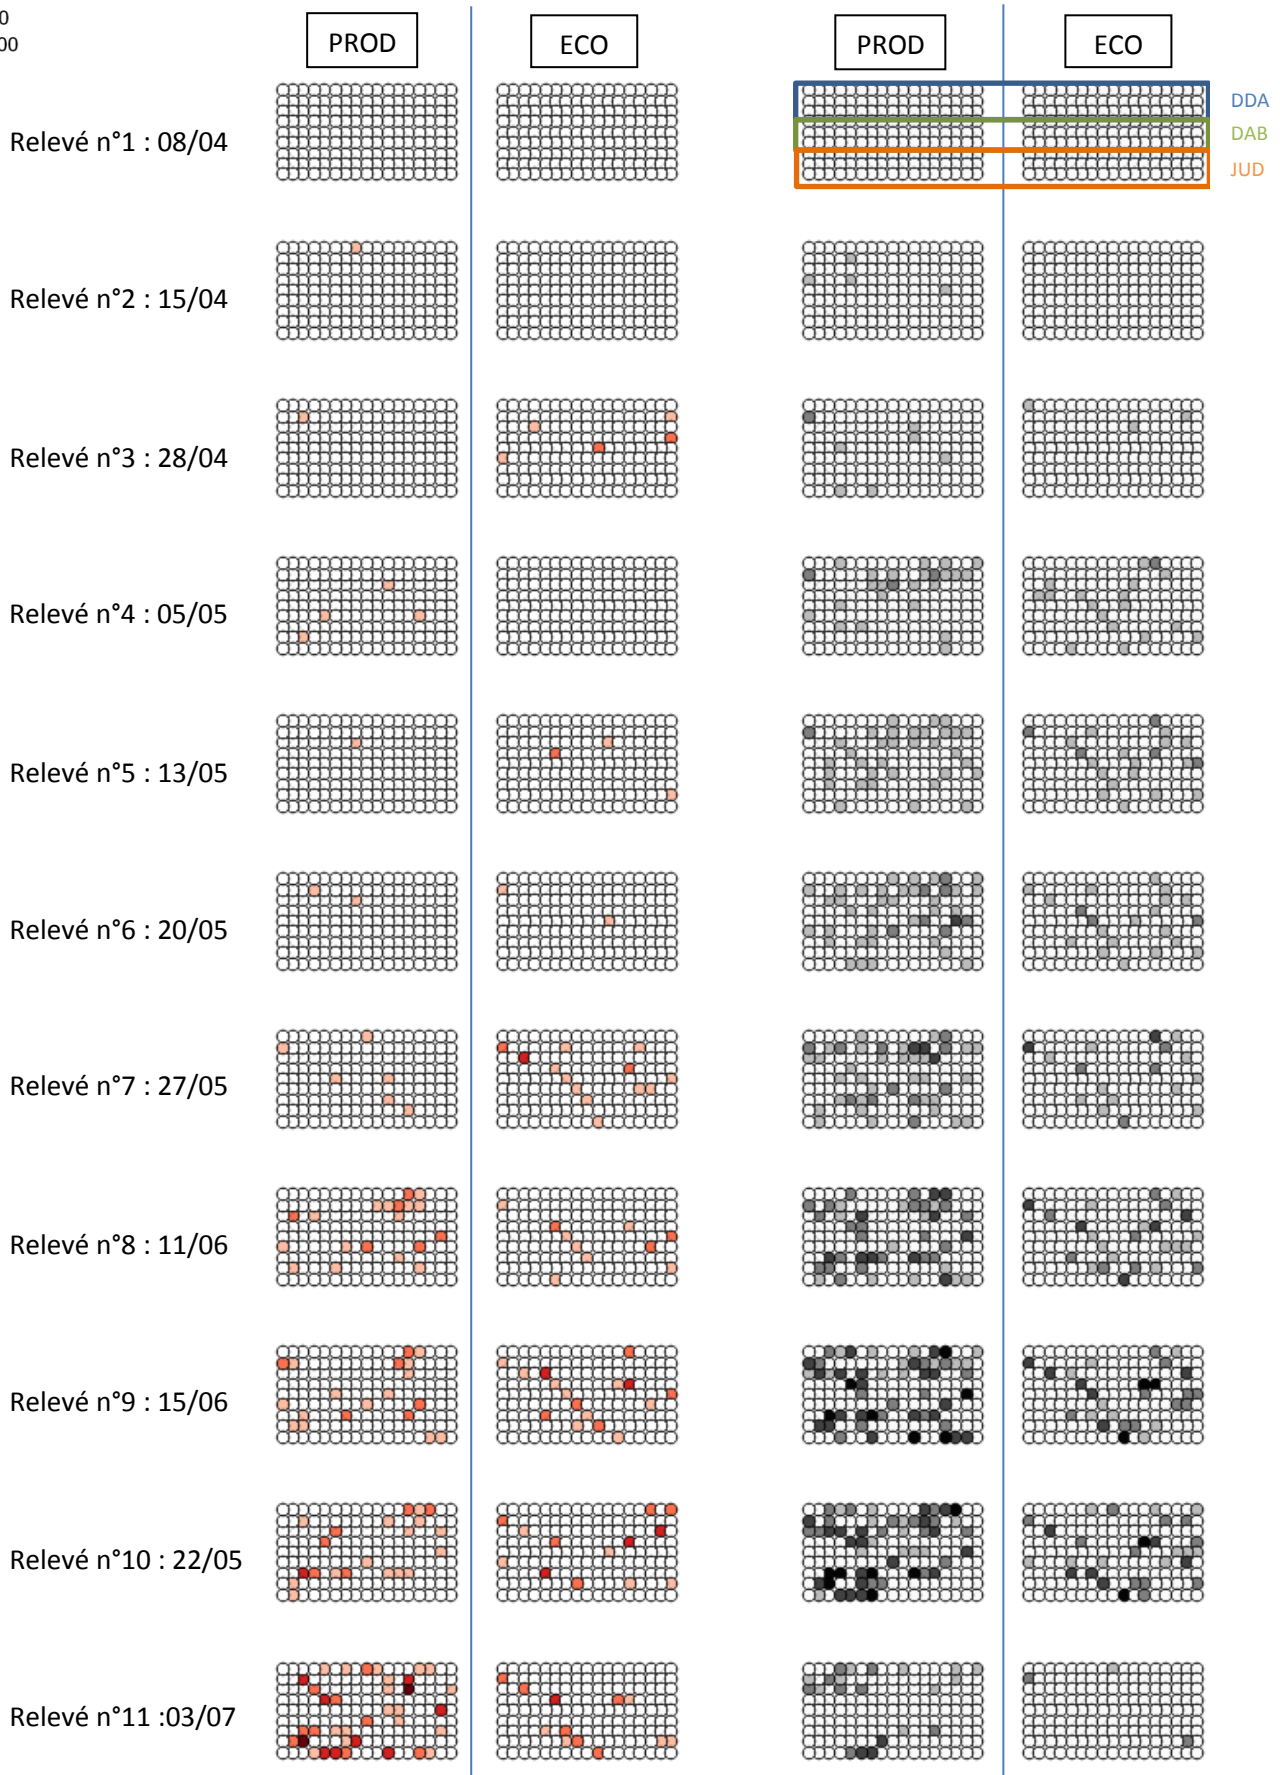 0
00
PROD ECO PROD ECO
DDA
Relevé n°1 : 08/04
DAB
JUD
Relevé n°2 : 15/04
Relevé n°3 : 28/04
Relevé n°4 : 05/05
Relevé n°5 : 13/05
Relevé n°6 : 20/05
Relevé n°7 : 27/05
Relevé n°8 : 11/06
Relevé n°9 : 15/06
Relevé n°10 : 22/05
Relevé n°11 :03/07